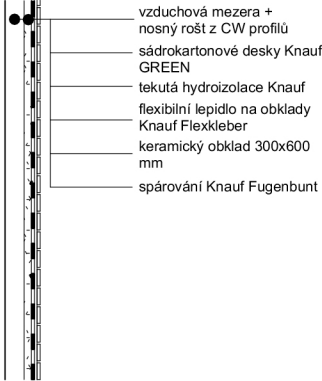 vzduchová mezera +
nosný rošt z CW profilů
sádrokartonové desky Knauf
GREEN
tekutá hydroizolace Knauf
flexibilní lepidlo na obklady
Knauf Flexkleber
keramický obklad 300x600
mm
spárování Knauf Fugenbunt